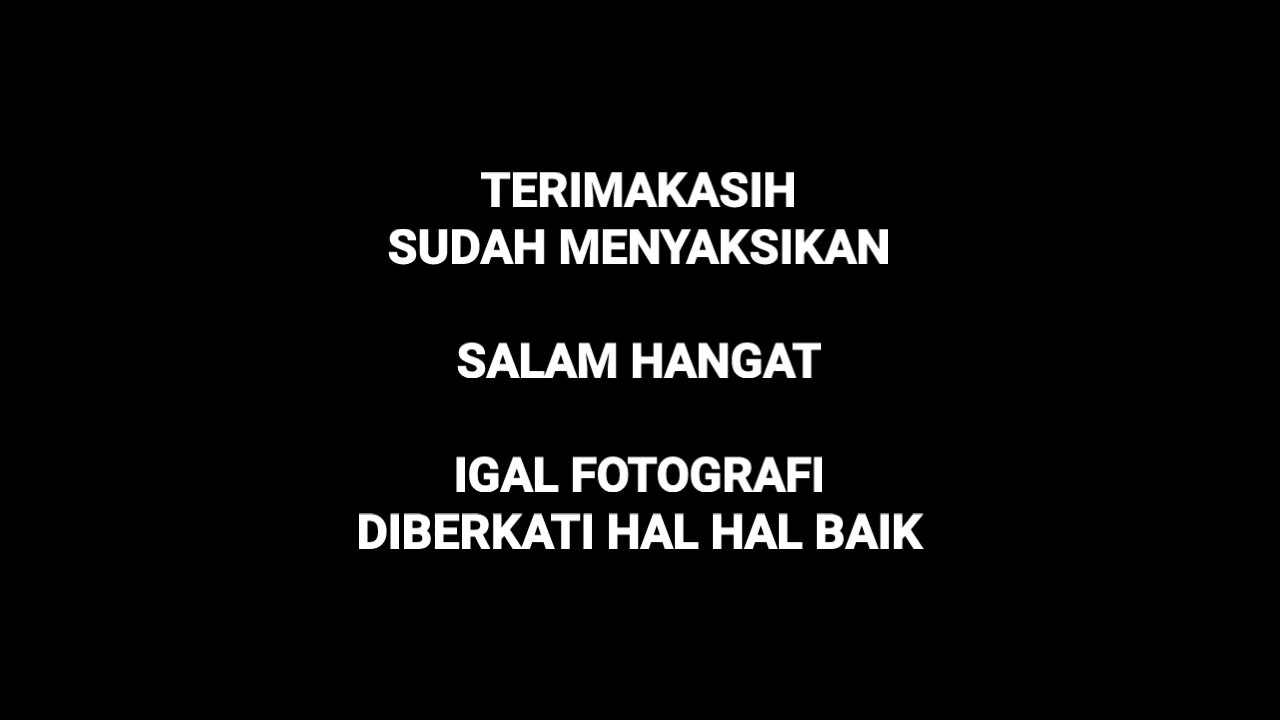 TERIMAKASIH
SUDAH MENYAKSIKAN
SALAM HANGAT
IGAL FOTOGRAFI
DIBERKATI HAL HAL BAIK